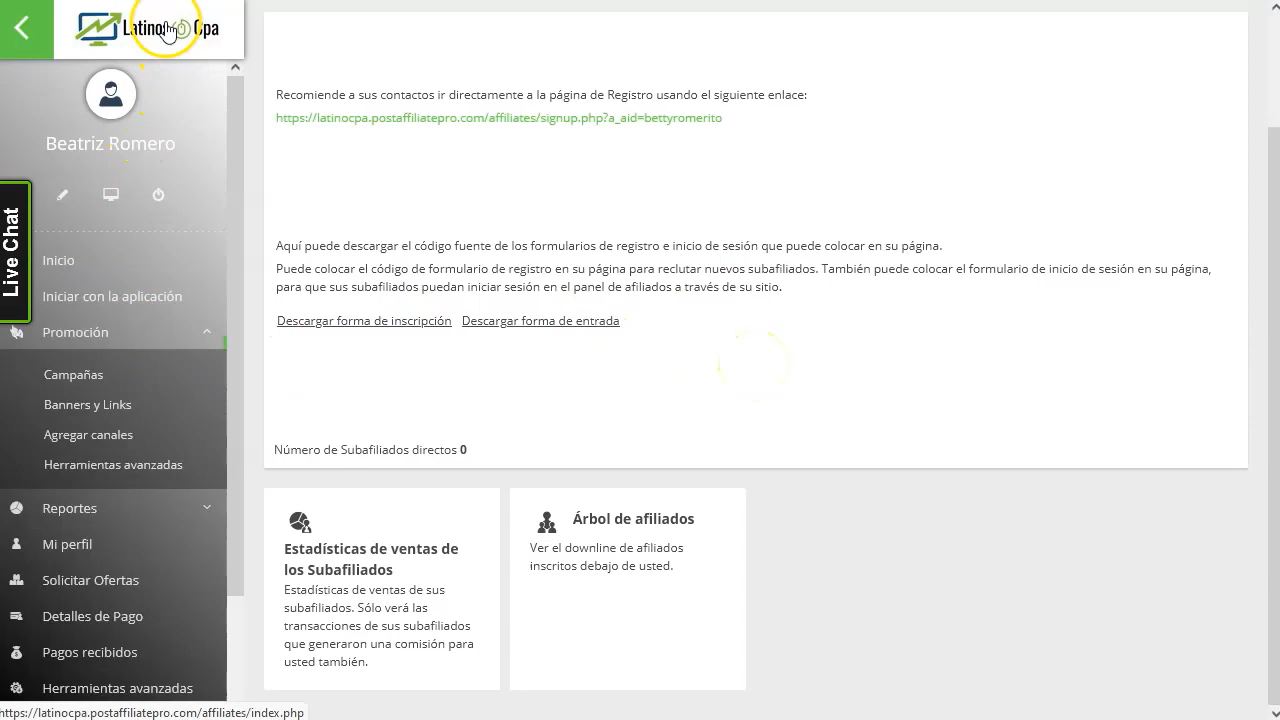 Latino Cpa
Beatriz Romero
Live Chat
Inicio
Iniciar con la aplicación
Promoción
Campañas
Banners y Links
Agregar canales
Herramientas avanzadas
Reportes
Mi perfil
Solicitar Ofertas
Detalles de Pago
Pagos recibidos
Herramientas avanzadas
https://latinocpa.postaffiliatepro.com/affiliates/index.php
Recomiende a sus contactos ir directamente a la página de Registro usando el siguiente enlace:
https://latinocpa.postaffiliatepro.com/affiliates/signup.php?a_aid=bettyromerito
Aquí puede descargar el código fuente de los formularios de registro e inicio de sesión que puede colocar en su página.
Puede colocar el código de formulario de registro en su página para reclutar nuevos subafiliados. También puede colocar el formulario de inicio de sesión en su página,
para que sus subafiliados puedan iniciar sesión en el panel de afiliados a través de su sitio.
Descargar forma de inscripción Descargar forma de entrada
Número de Subafiliados directos 0
Estadísticas de ventas de
los Subafiliados
Estadísticas de ventas de sus
subafiliados. Sólo verá las
transacciones de sus subafiliados
que generaron una comisión para
usted también.
Árbol de afiliados
Ver el downline de afiliados
inscritos debajo de usted.